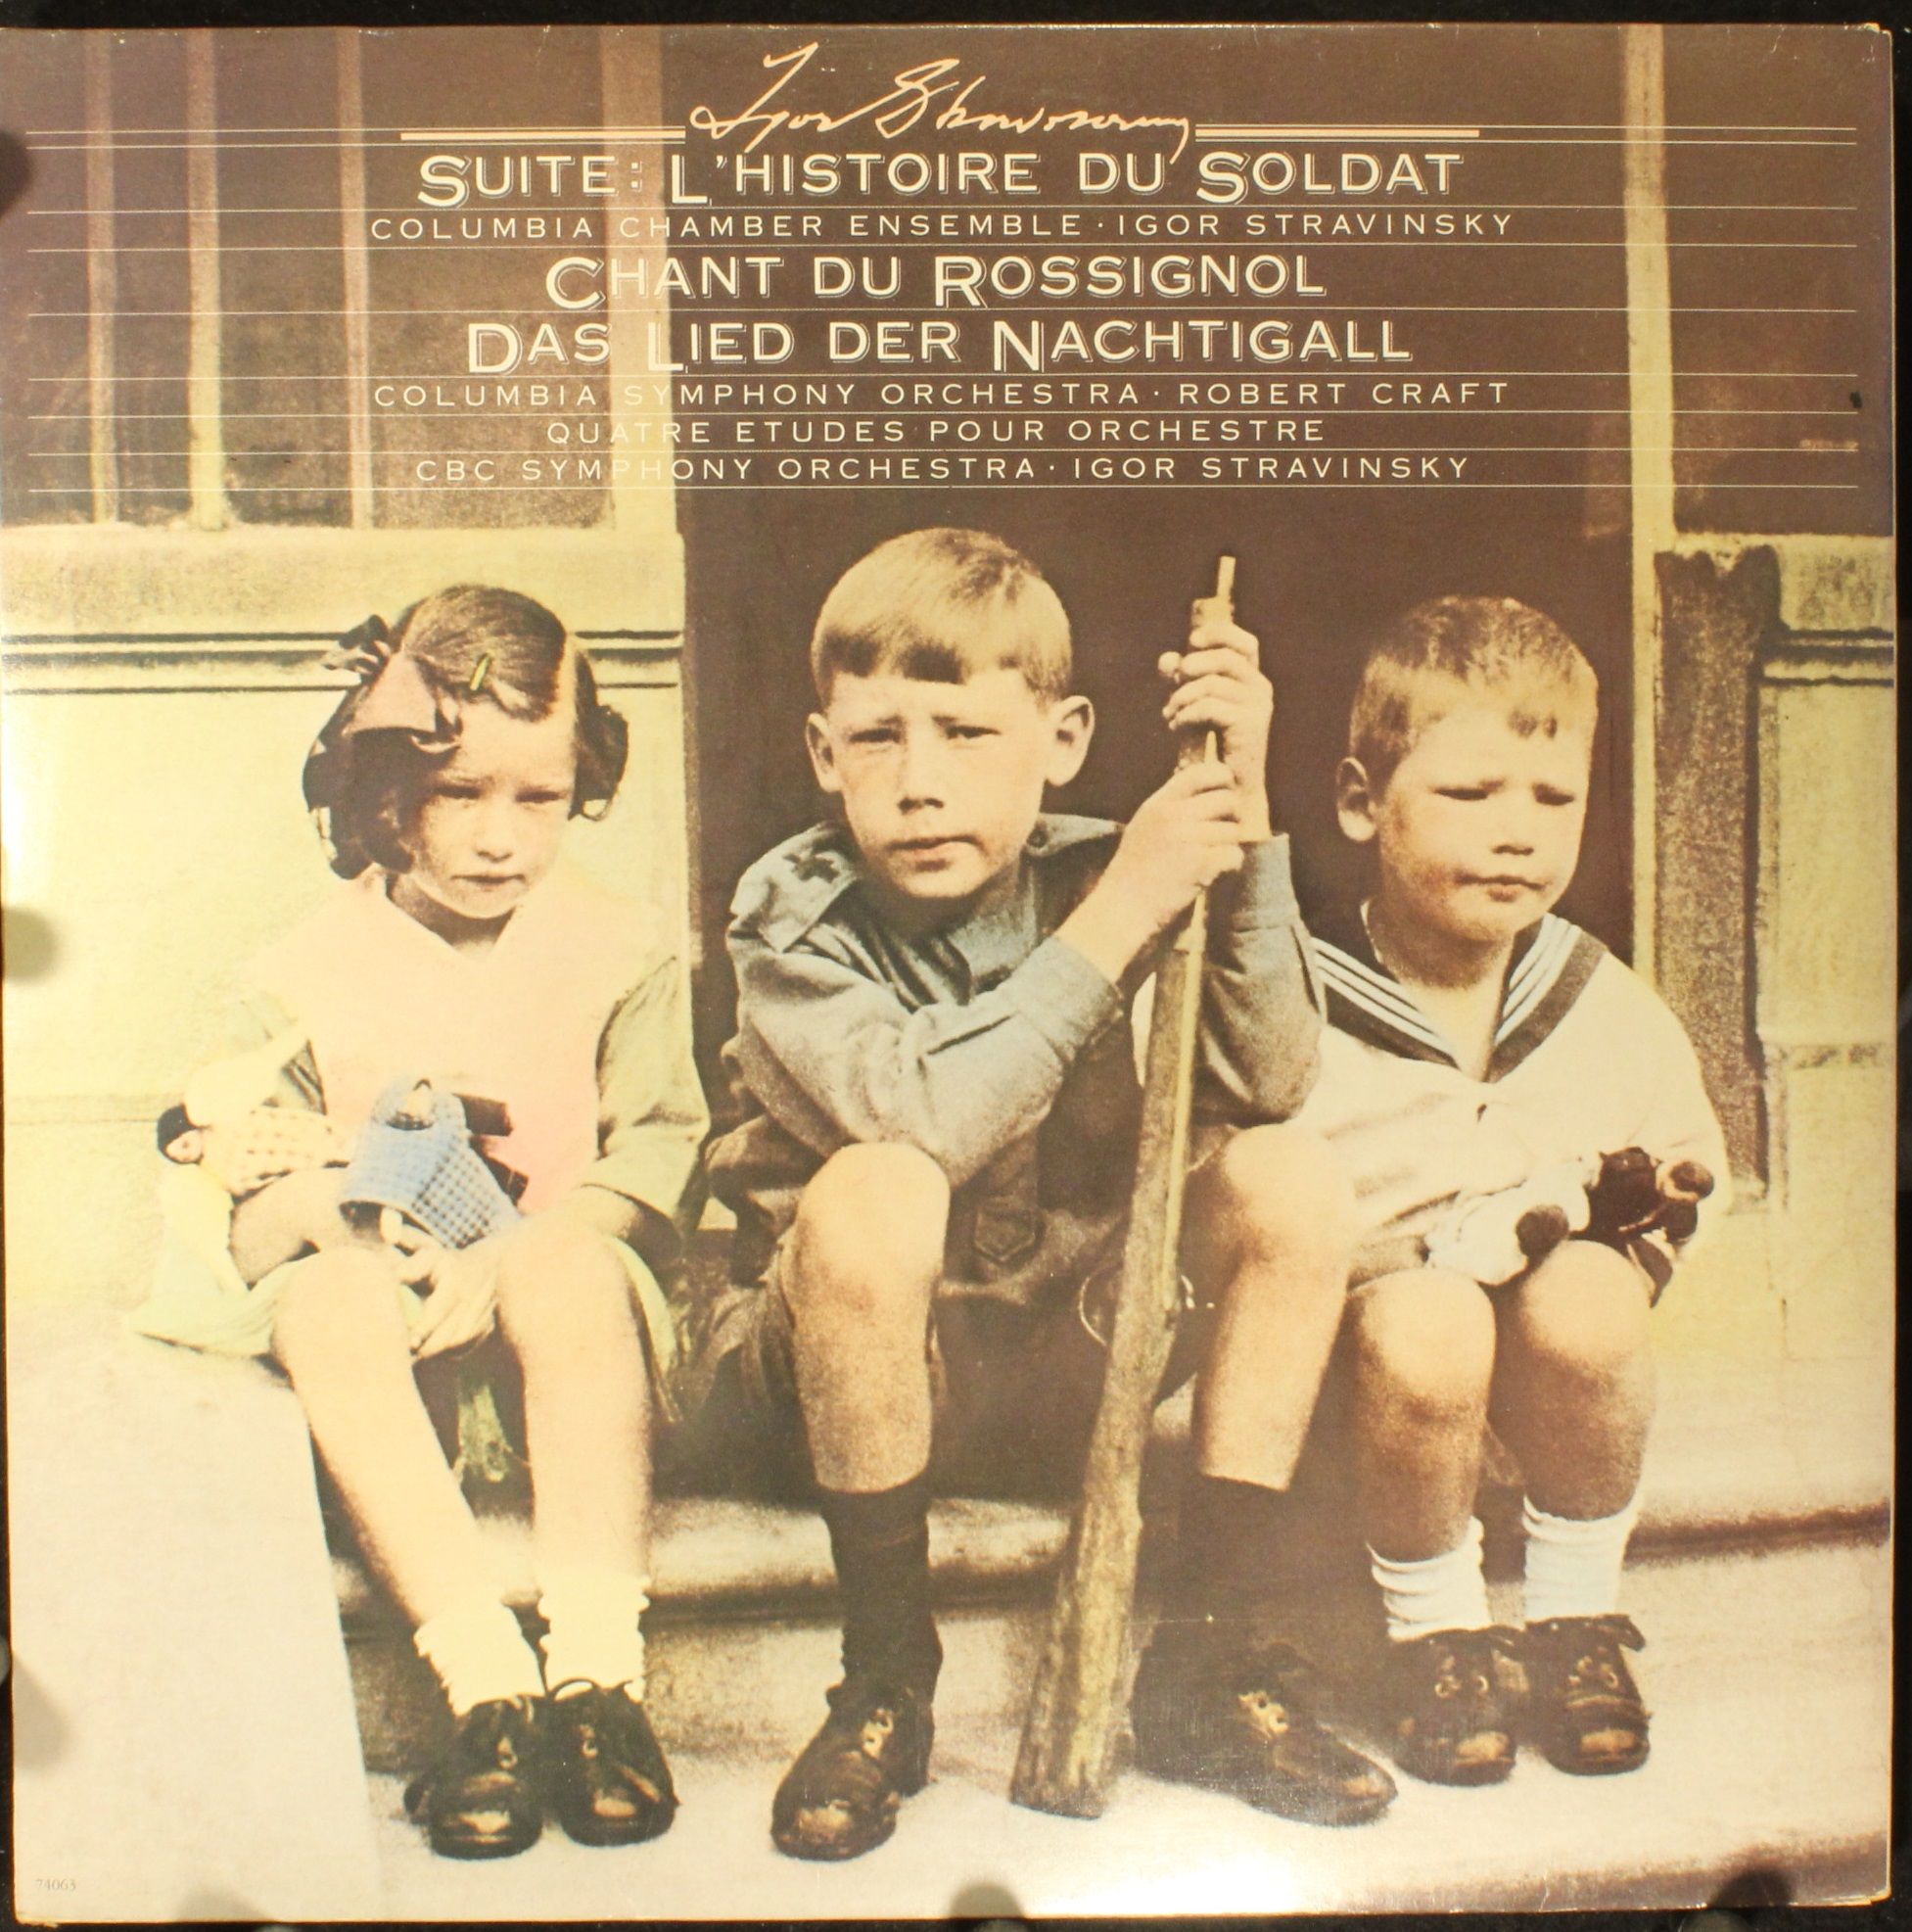 Igor Stravinsky
SUITE: L'HISTOIRE DU SOLDAT
COLUMBIA CHAMBER ENSEMBLE · IGOR STRAVINSKY
CHANT DU ROSSIGNOL
DAS LIED DER NACHTIGALL
COLUMBIA SYMPHONY ORCHESTRA · ROBERT CRAFT
QUATRE ETUDES POUR ORCHESTRE
CBC SYMPHONY ORCHESTRA · IGOR STRAVINSKY
74063